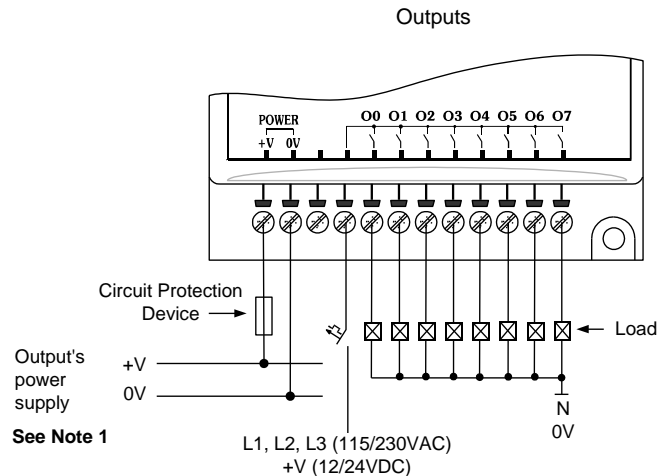 Outputs
POWER
+V 0V
O0 O1 O2 O3 O4 O5 O6 O7
Circuit Protection
Device
Load
Output's
power
supply
+V
0V
See Note 1
N
0V
L1, L2, L3 (115/230VAC)
+V (12/24VDC)